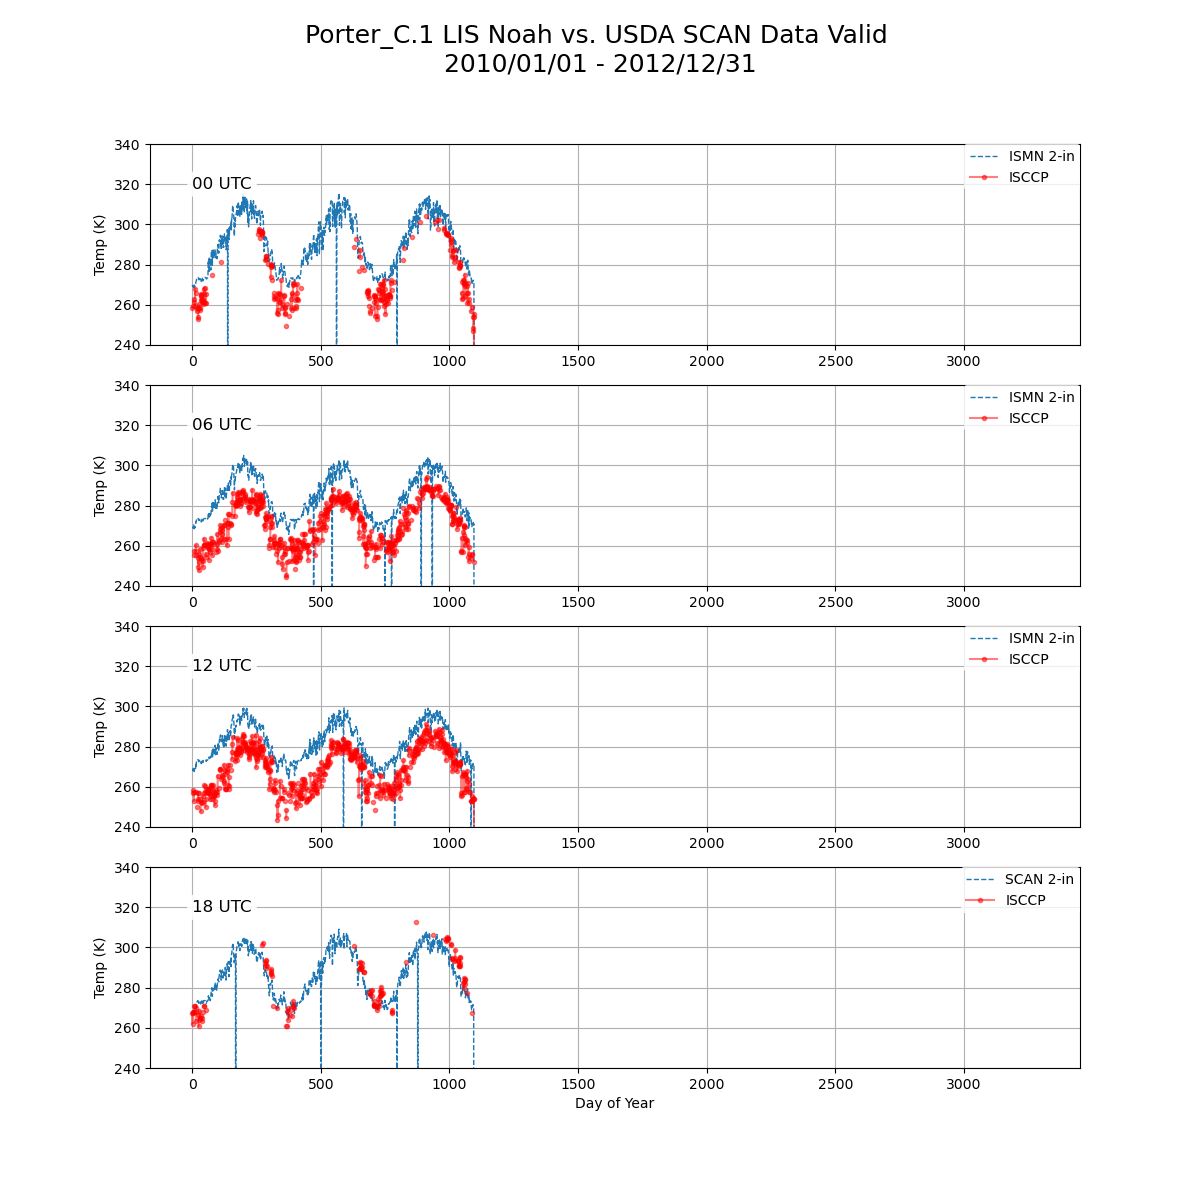 Porter_C.1 LIS Noah vs. USDA SCAN Data Valid
2010/01/01 - 2012/12/31
340
320
300
280
260
240
Temp (K)
00 UTC
ISMN 2-in
ISCCP
0 500 1000 1500 2000 2500 3000
340
320
300
280
260
240
Temp (K)
06 UTC
ISMN 2-in
ISCCP
0 500 1000 1500 2000 2500 3000
340
320
300
280
260
240
Temp (K)
12 UTC
ISMN 2-in
ISCCP
0 500 1000 1500 2000 2500 3000
340
320
300
280
260
240
Temp (K)
18 UTC
SCAN 2-in
ISCCP
0 500 1000 1500 2000 2500 3000
Day of Year